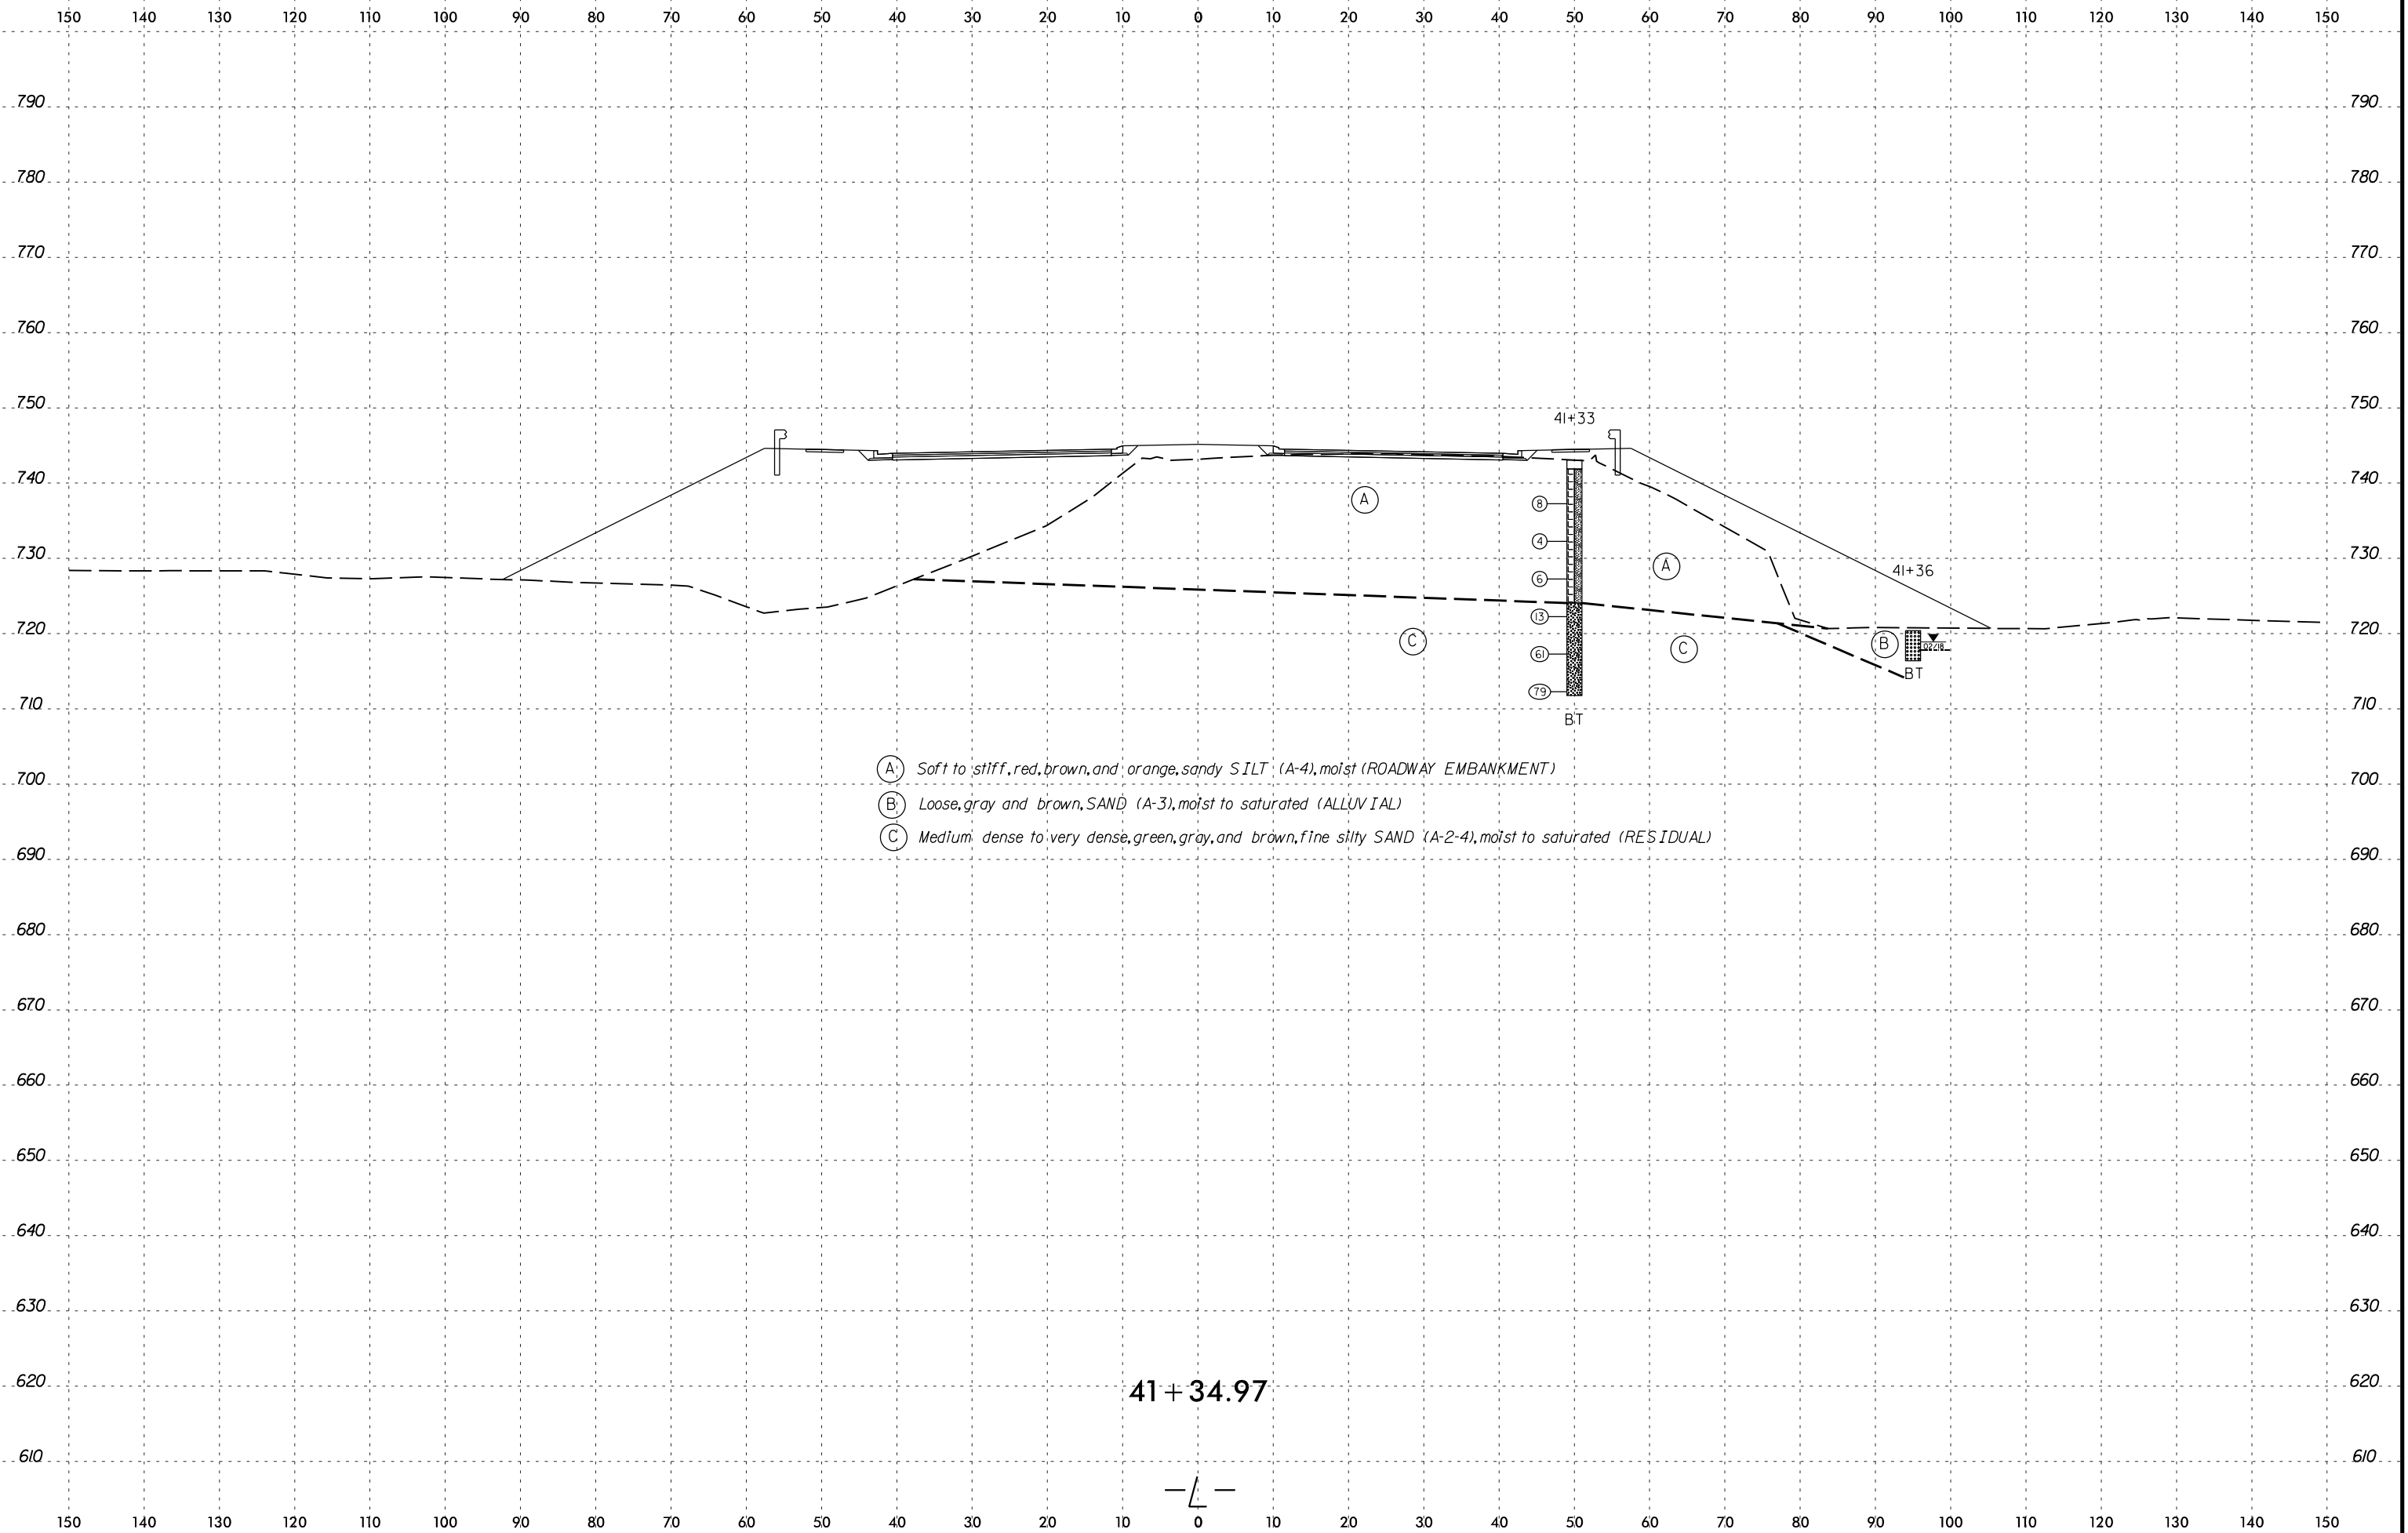 150 140 130 120 110 100 90 80 70 60 50 40 30 20 10 0 10 20 30 40 50 60 70 80 90 100 110 120 130 140 150
790 790
780 780
770 770
760 760
750 750
41+33
740 740
A
8
4
730 730
A
41+36
6
13
720 720
C
C
B
02/18
61
BT
79
710 710
BT
A Soft to stiff, red, brown, and orange, sandy SILT (A-4), moist (ROADWAY EMBANKMENT)
700 700
B Loose, gray and brown, SAND (A-3), moist to saturated (ALLUVIAL)
C Medium dense to very dense, green, gray, and brown, fine silty SAND (A-2-4), moist to saturated (RESIDUAL)
690 690
680 680
670 670
660 660
650 650
640 640
630 630
620 620
41+34.97
610 610
-L-
150 140 130 120 110 100 90 80 70 60 50 40 30 20 10 0 10 20 30 40 50 60 70 80 90 100 110 120 130 140 150